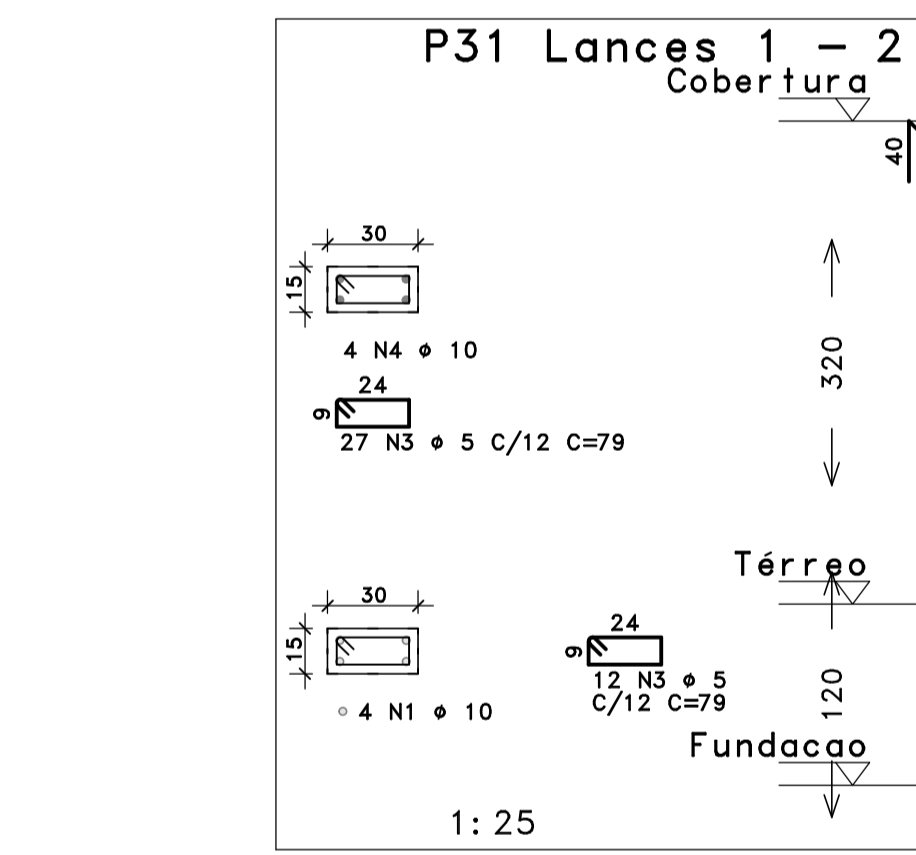 P31 Lances 1 - 2
Cobertura
40
30
15
4 N4 ø 10
24
9
27 N3 ø 5 C/12 C=79
320
Térreo
30
15
24
9
12 N3 ø 5
C/12 C=79
4 N1 ø 10
120
Fundacao
1:25